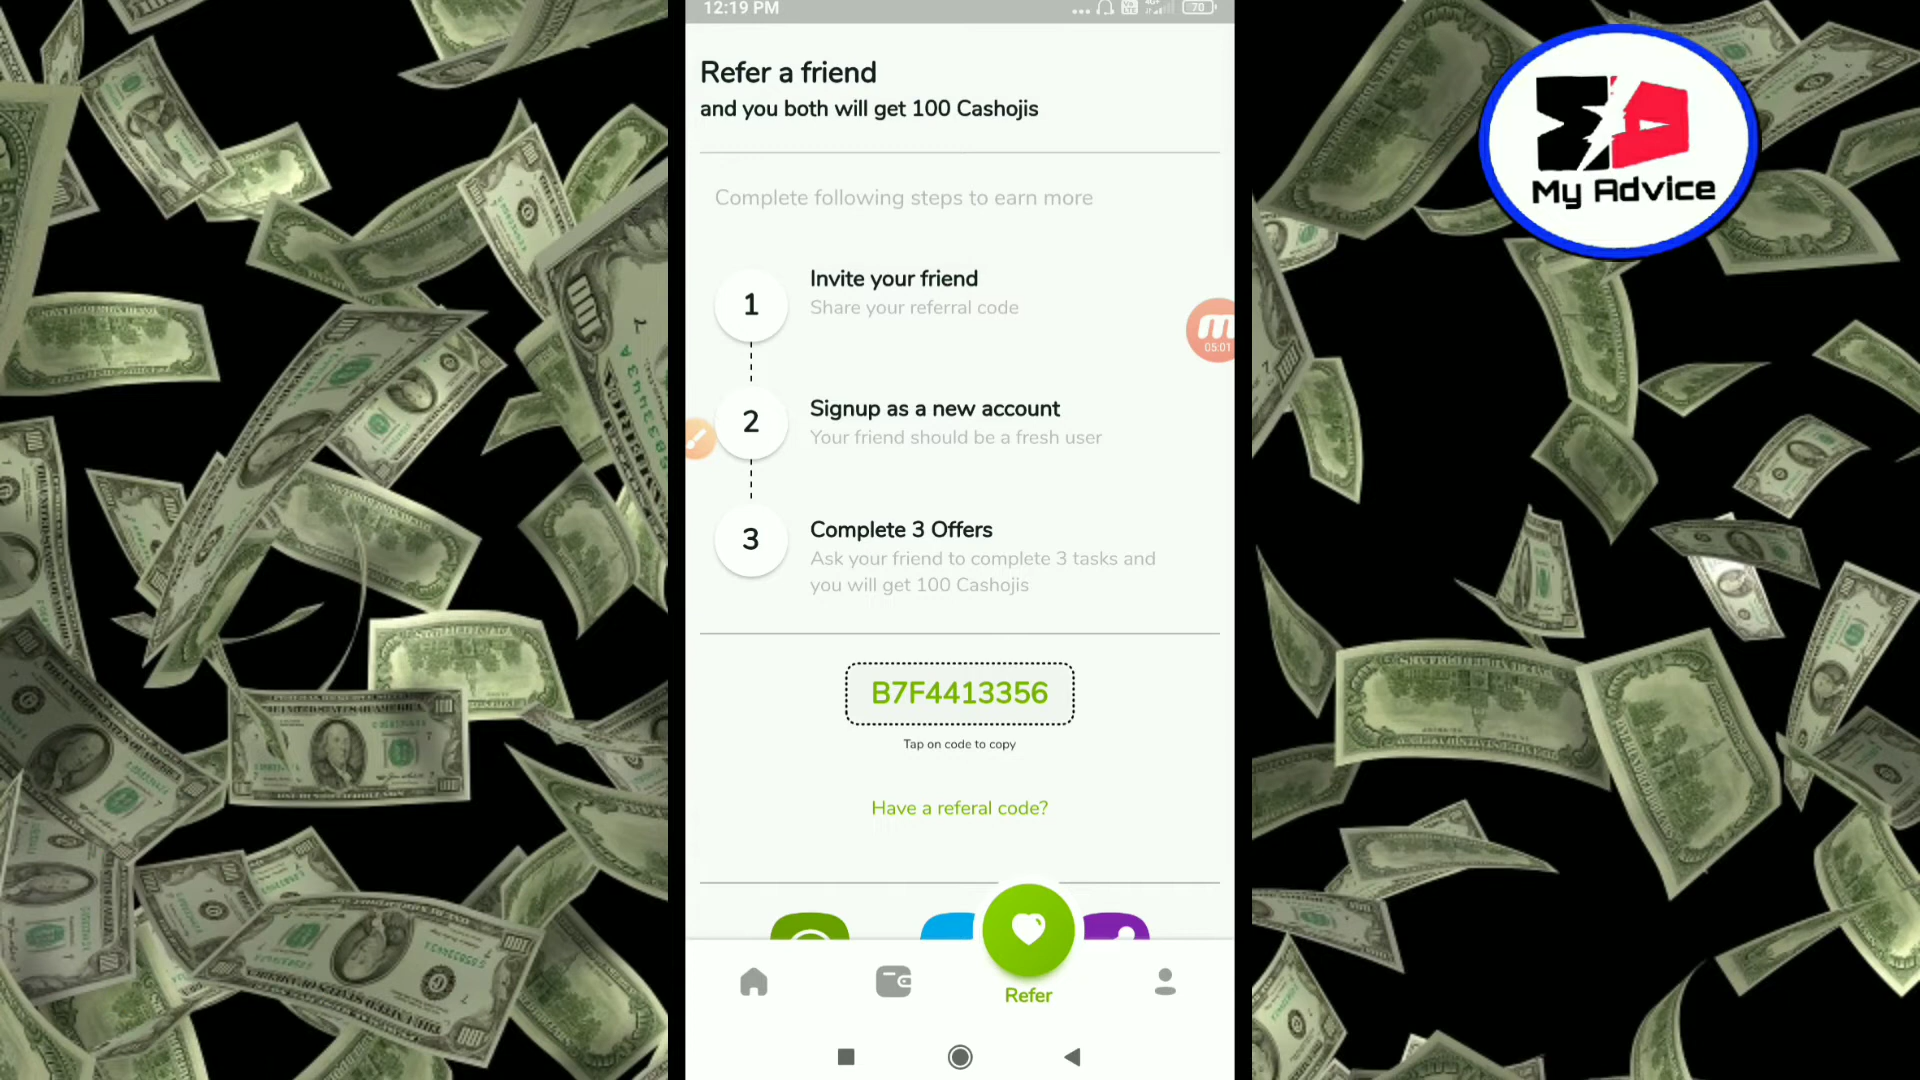 12:19 PM
70
Refer a friend
and you both will get 100 Cashojis
My Advice
Complete following steps to earn more
1
Invite your friend
Share your referral code
05:01
2
Signup as a new account
Your friend should be a fresh user
3
Complete 3 Offers
Ask your friend to complete 3 tasks and
you will get 100 Cashojis
B7F4413356
Tap on code to copy
Have a referal code?
Refer